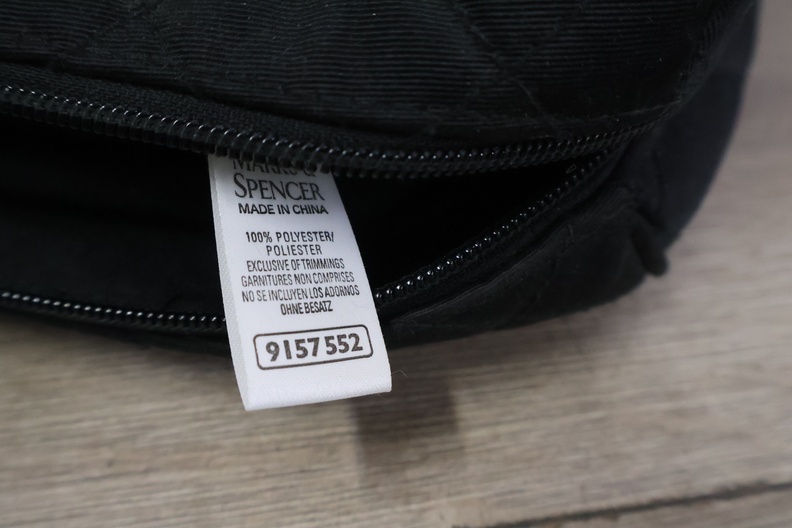 MARKS &
SPENCER
MADE IN CHINA
100% POLYESTER/
POLIESTER
EXCLUSIVE OF TRIMMINGS
GARNITURES NON COMPRISES
NO SE INCLUYEN LOS ADORNOS
OHNE BESATZ
9157552